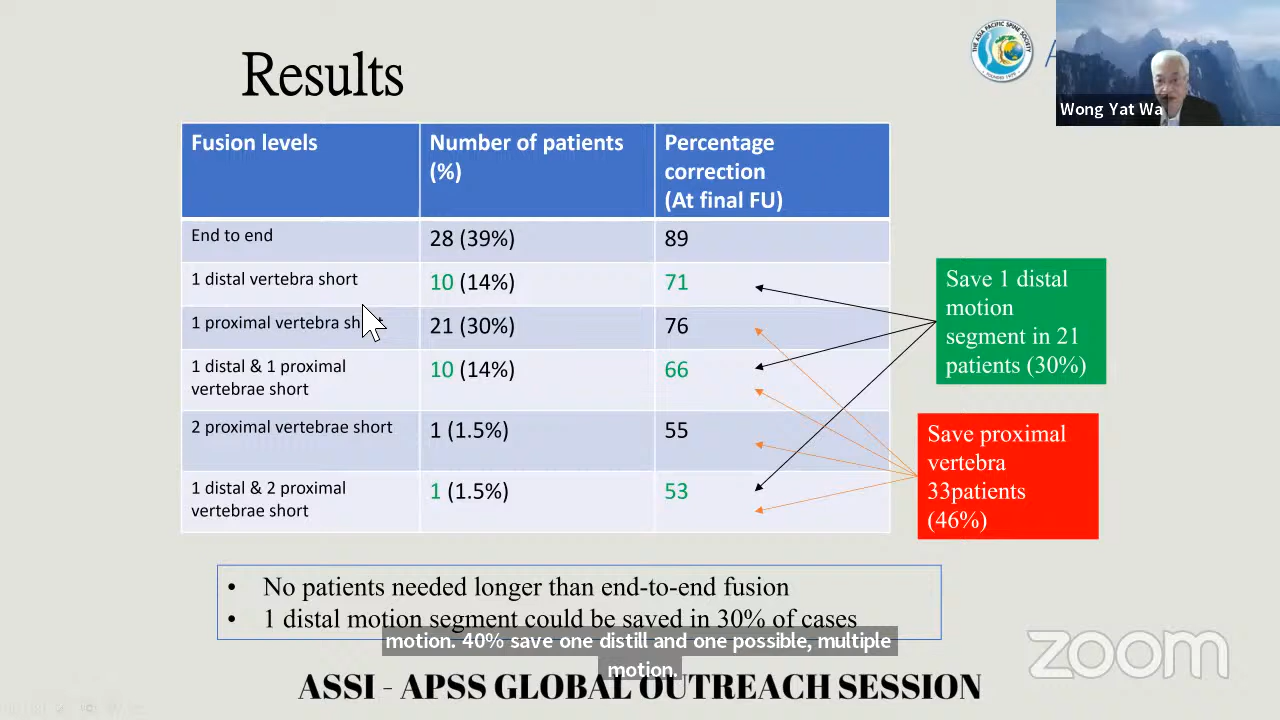 Results
THE ASIA PACIFIC SPINE SOCIETY
A
Wong Yat Wa
Fusion levels
Number of patients
(%)
Percentage
correction
(At final FU)
End to end
28 (39%)
89
1 distal vertebra short
10 (14%)
71
1 proximal vertebra sh t
21 (30%)
76
1 distal & 1 proximal
vertebrae short
10 (14%)
66
2 proximal vertebrae short
1 (1.5%)
55
1 distal & 2 proximal
vertebrae short
1 (1.5%)
53
Save 1 distal
motion
segment in 21
patients (30%)
Save proximal
vertebra
33patients
(46%)
• No patients needed longer than end-to-end fusion
• 1 distal motion segment could be saved in 30% of cases
motion. 40% save one distill and one possible, multiple
motion.
zoom
ASSI - APSS GLOBAL OUTREACH SESSION